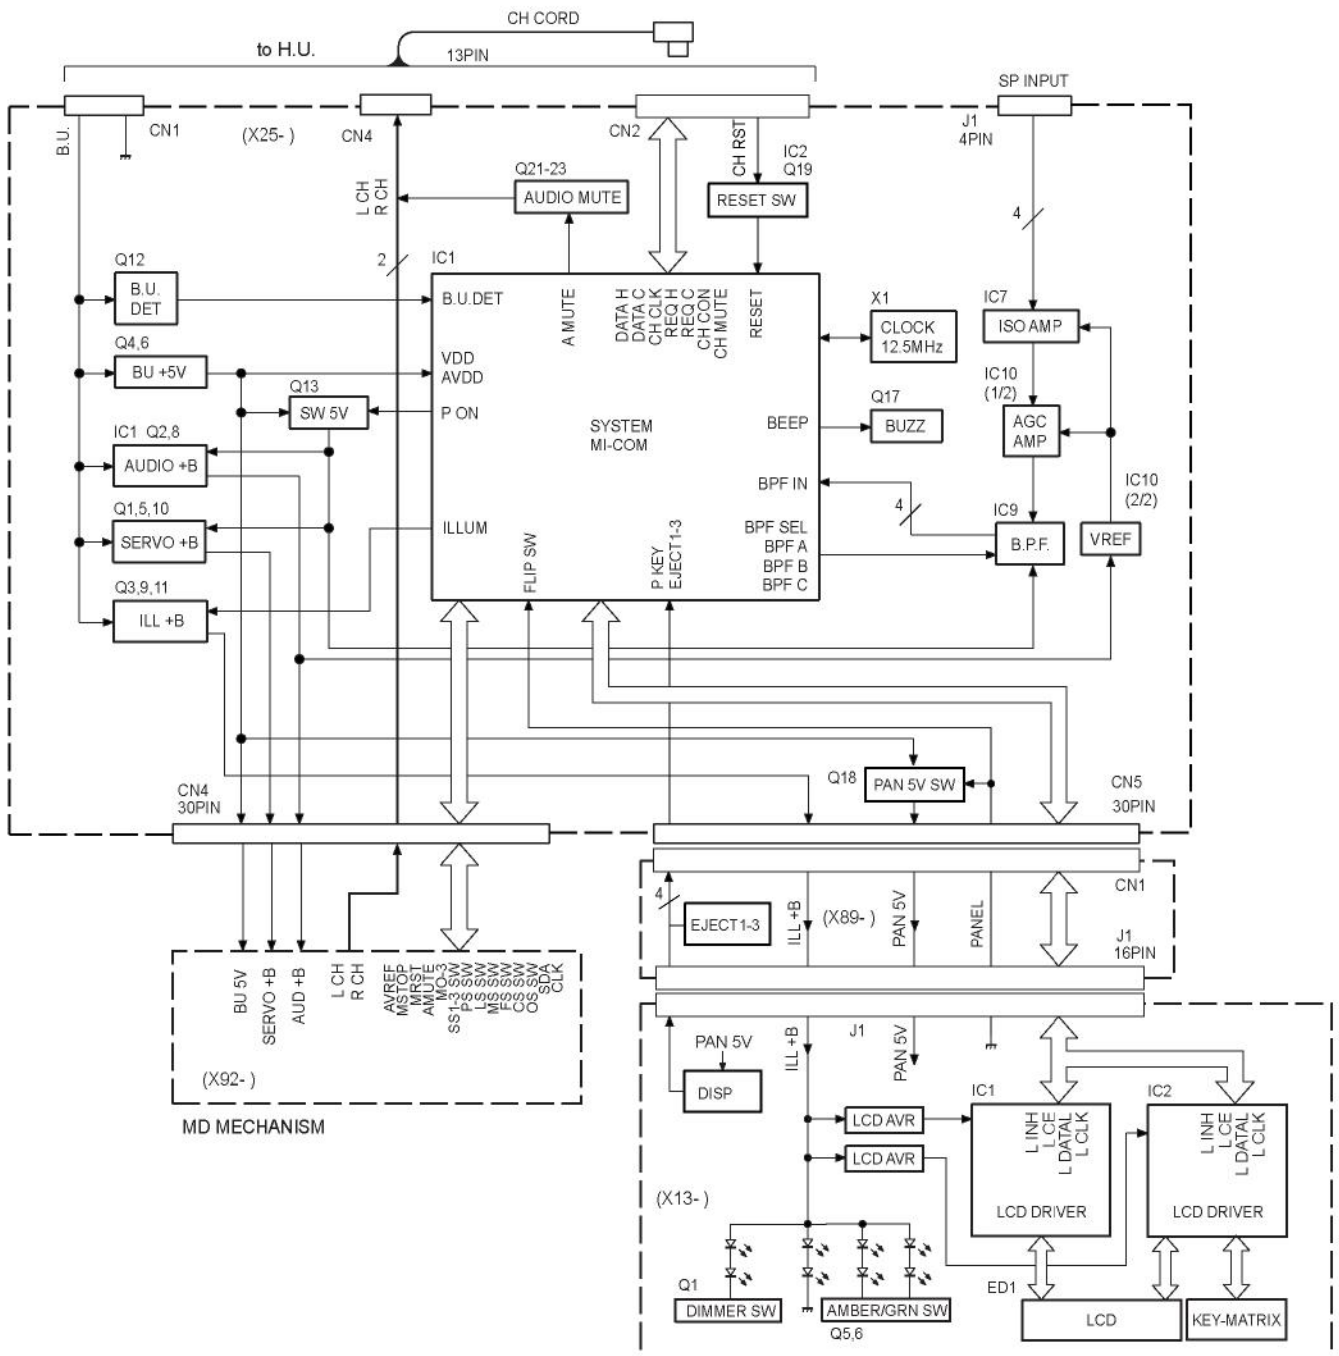 CH CORD
to H.U.
13PIN
SP INPUT
B.U.
CN1
(X25- )
CN4
CN2
CH RST
J1
4PIN
IC2
Q19
Q21-23
AUDIO MUTE
RESET SW
L CH
R CH
4
2
IC1
Q12
B.U.
DET
B.U.DET
A MUTE
DATA H
DATA C
CH CLK
REQ H
REQ C
CH CON
CH MUTE
RESET
X1
CLOCK
12.5MHz
IC7
ISO AMP
Q4,6
BU +5V
VDD
AVDD
Q13
SW 5V
P ON
IC10
(1/2)
AGC
AMP
Q17
BUZZ
BEEP
SYSTEM
MI-COM
IC1 Q2,8
AUDIO +B
BPF IN
4
IC10
(2/2)
VREF
Q1,5,10
SERVO +B
ILLUM
IC9
B.P.F.
BPF SEL
BPF A
BPF B
BPF C
FLIP SW
P KEY
EJECT1-3
Q3,9,11
ILL +B
Q18
PAN 5V SW
CN4
30PIN
CN5
30PIN
CN1
4
EJECT1-3
ILL +B
(X89- )
PAN 5V
PANEL
J1
16PIN
BU 5V
SERVO +B
AUD +B
L CH
R CH
AVREF
MSTOP
MRST
AMUTE
MO-3
SS1-3 SW
PS SW
LS SW
MS SW
FS SW
CS SW
OS SW
SDA
CLK
(X92- )
MD MECHANISM
PAN 5V
DISP
ILL +B
J1
PAN 5V
IC1
IC2
LCD AVR
LCD AVR
L INH
L CE
L DATAL
L CLK
LCD DRIVER
L INH
L CE
L DATAL
L CLK
LCD DRIVER
(X13- )
Q1
DIMMER SW
AMBER/GRN SW
Q5,6
ED1
LCD
KEY-MATRIX